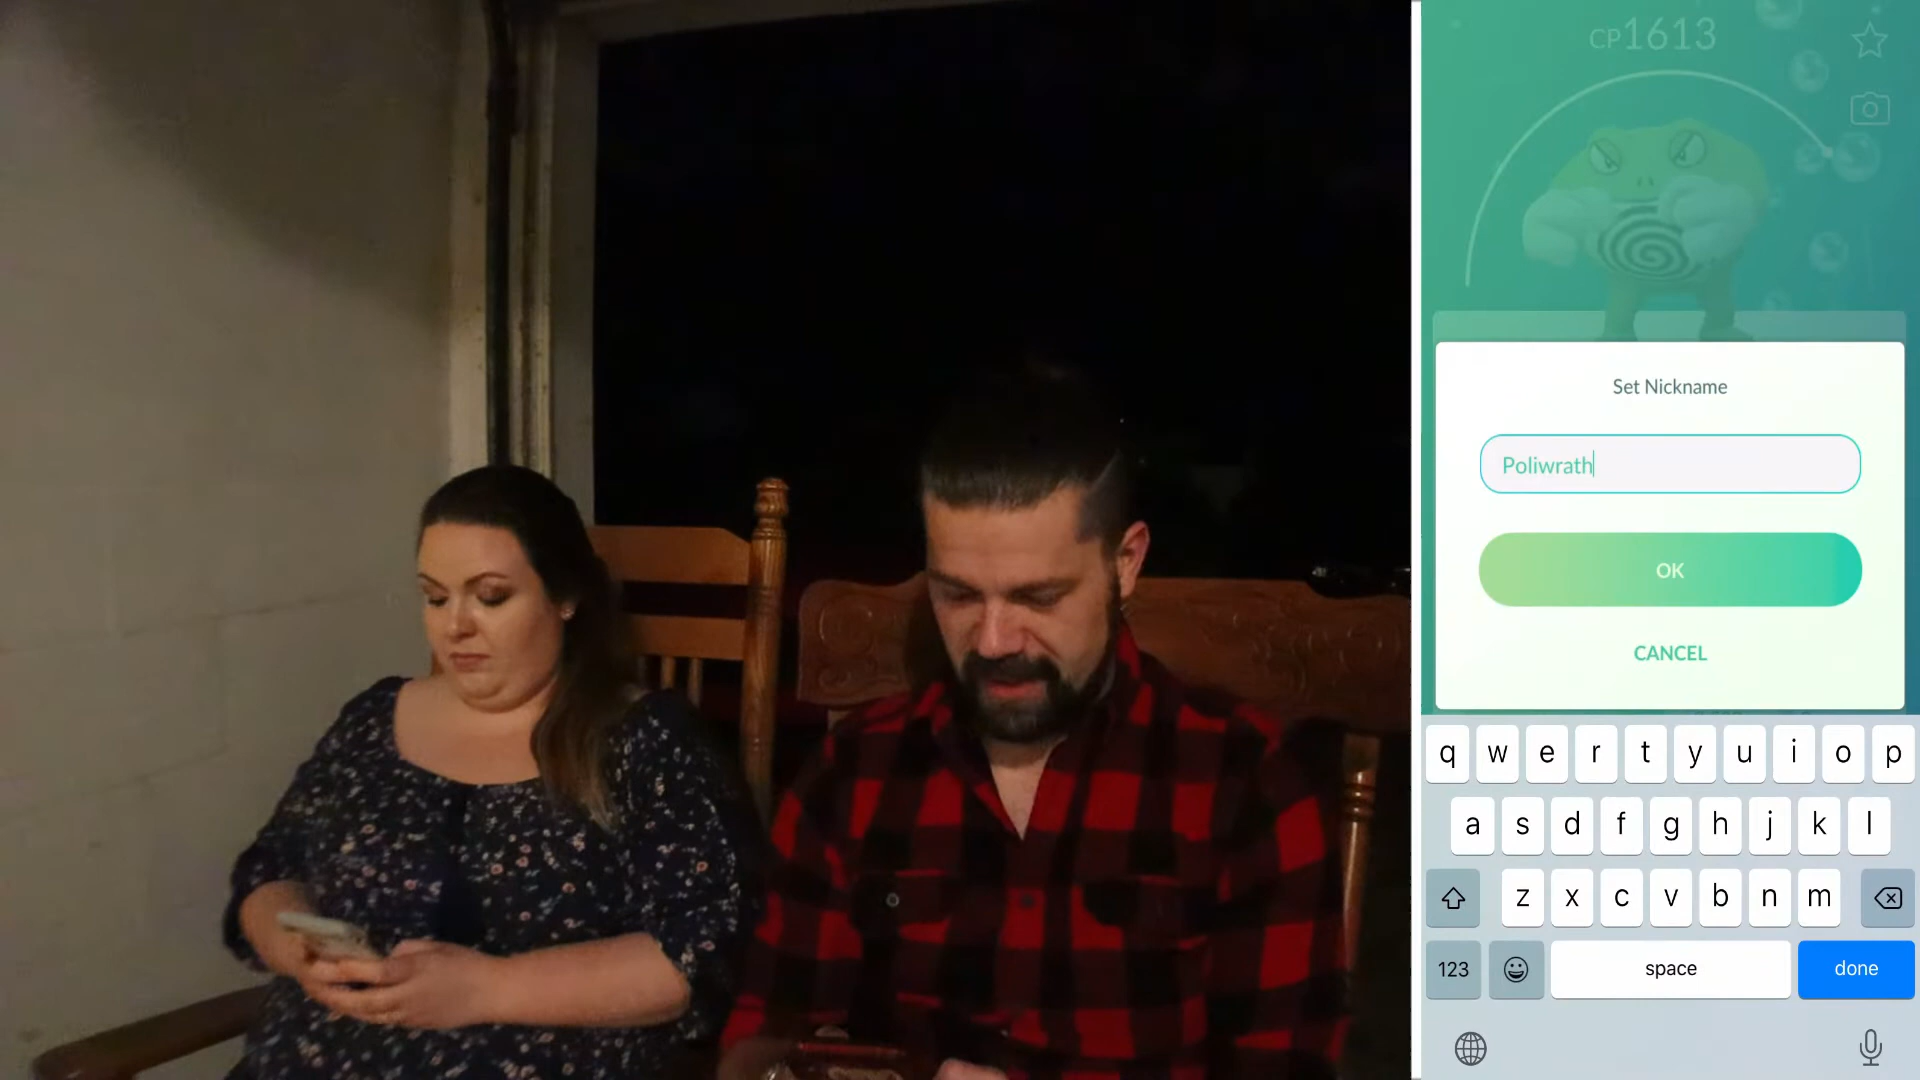 CP1613
Set Nickname
Poliwrath
OK
CANCEL
q w e r t y u i o p
a s d f g h j k l
z x c v b n m
123 space done